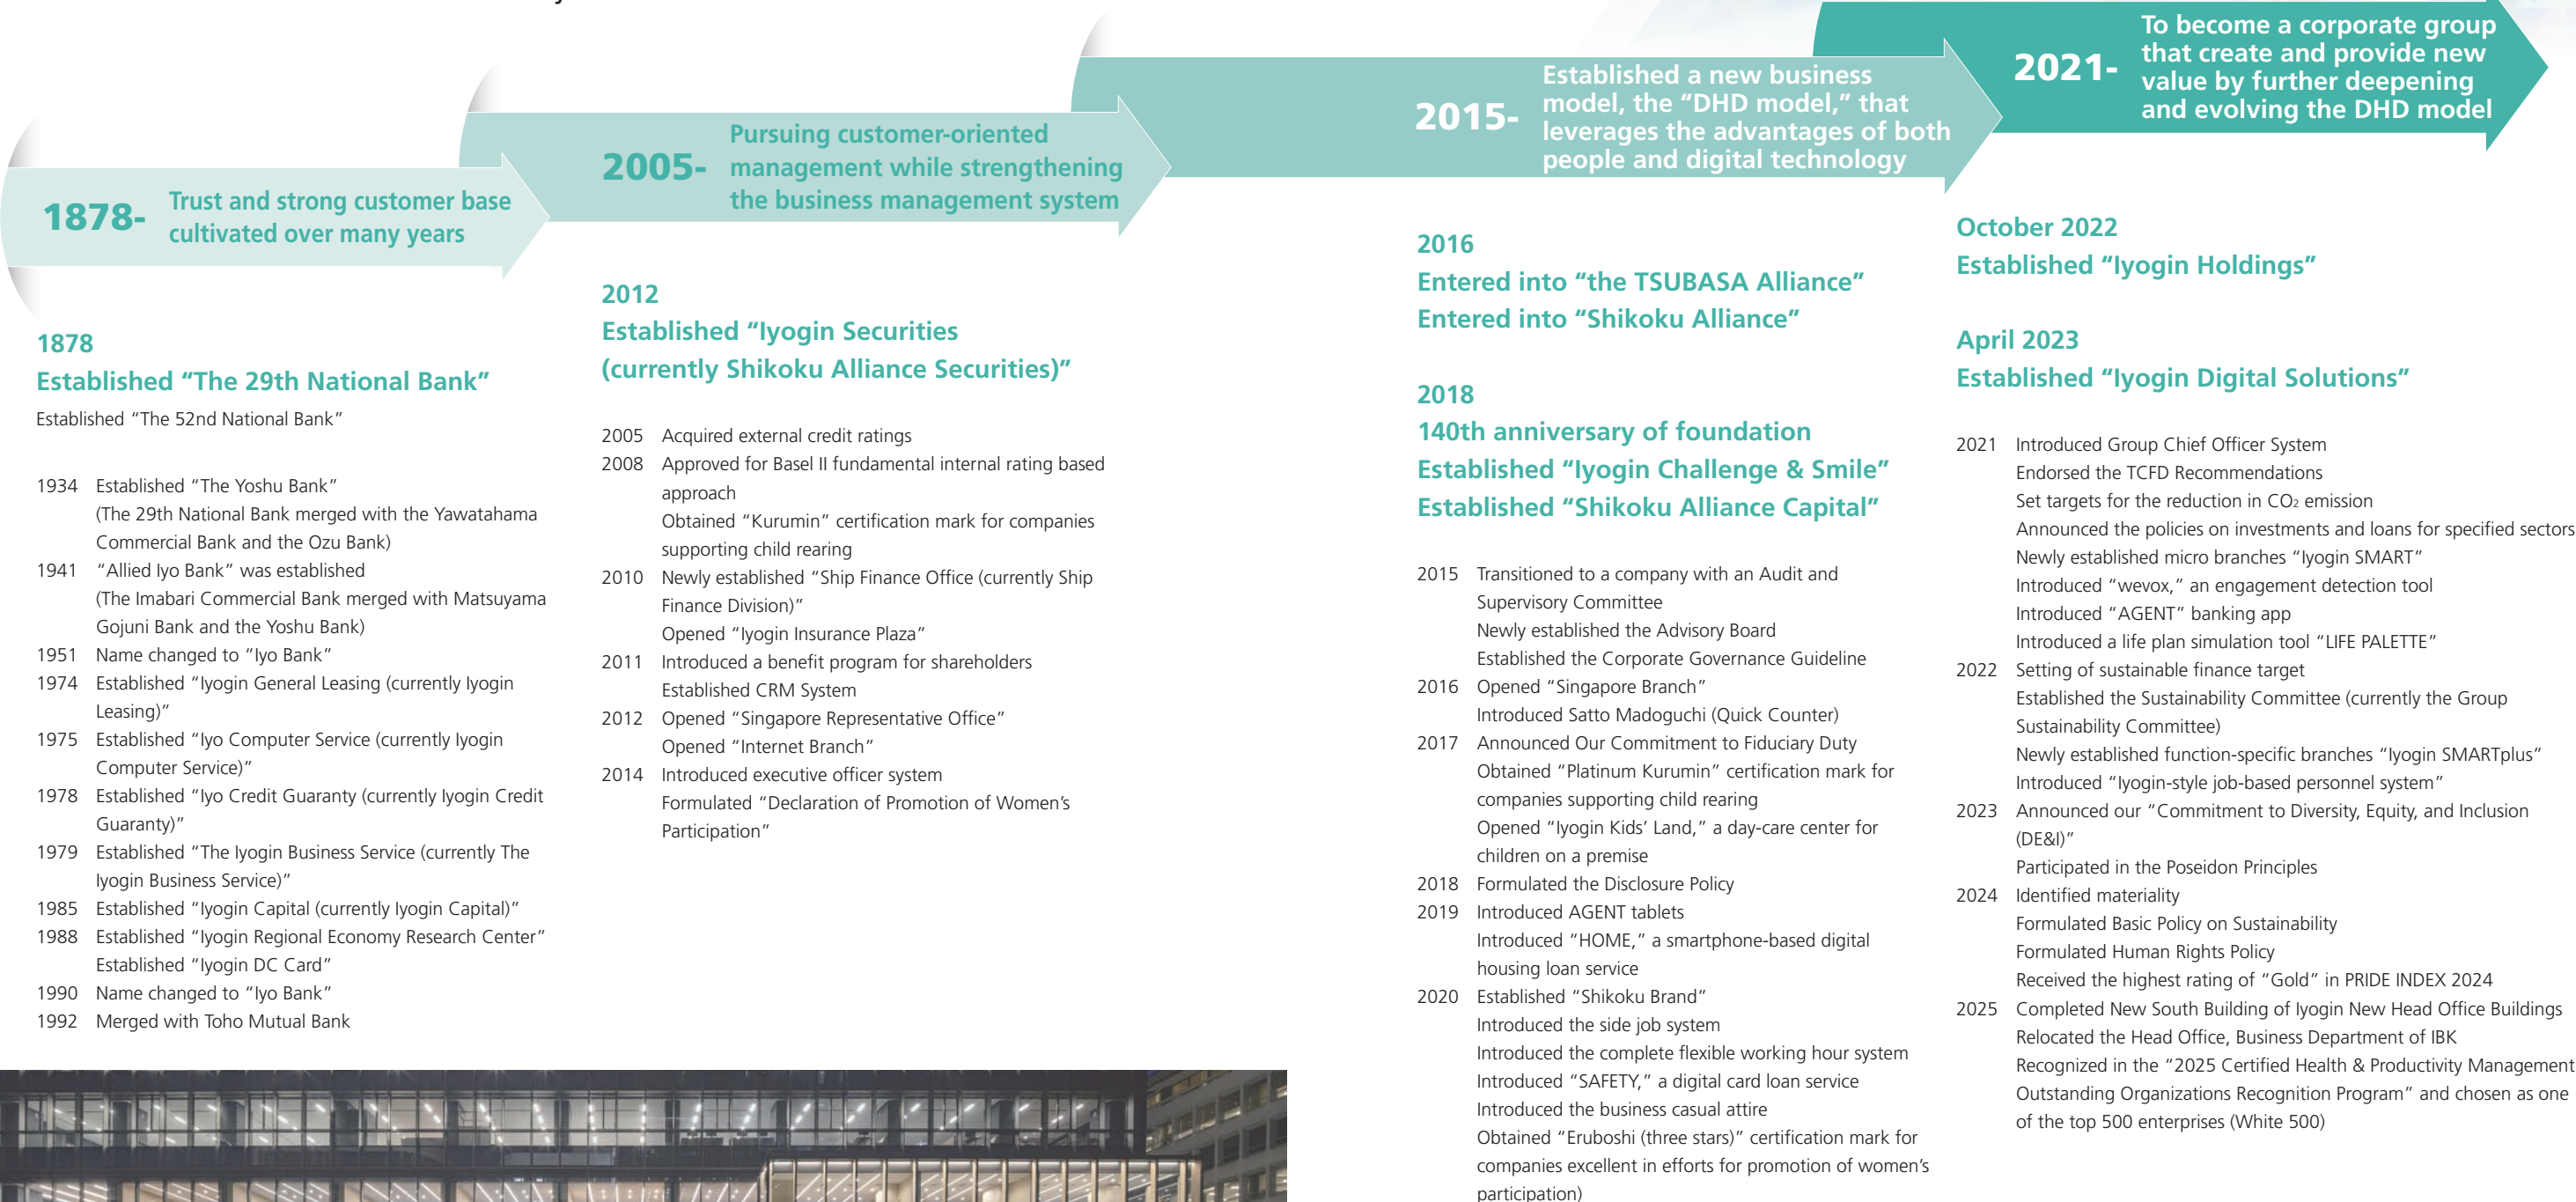 1878-
Trust and strong customer base
cultivated over many years
1878
Established “The 29th National Bank”
Established “The 52nd National Bank”
1934 Established “The Yoshu Bank”
(The 29th National Bank merged with the Yawatahama
Commercial Bank and the Ozu Bank)
1941 “Allied Iyo Bank” was established
(The Imabari Commercial Bank merged with Matsuyama
Gojuni Bank and the Yoshu Bank)
1951 Name changed to “Iyo Bank”
1974 Established “Iyogin General Leasing (currently Iyogin
Leasing)”
1975 Established “Iyo Computer Service (currently Iyogin
Computer Service)”
1978 Established “Iyo Credit Guaranty (currently Iyogin Credit
Guaranty)”
1979 Established “The Iyogin Business Service (currently The
Iyogin Business Service)”
1985 Established “Iyogin Capital (currently Iyogin Capital)”
1988 Established “Iyogin Regional Economy Research Center”
Established “Iyogin DC Card”
1990 Name changed to “Iyo Bank”
1992 Merged with Toho Mutual Bank
2005-
Pursuing customer-oriented
management while strengthening
the business management system
2012
Established “Iyogin Securities
(currently Shikoku Alliance Securities)”
2005 Acquired external credit ratings
2008 Approved for Basel II fundamental internal rating based
approach
Obtained “Kurumin” certification mark for companies
supporting child rearing
2010 Newly established “Ship Finance Office (currently Ship
Finance Division)”
Opened “Iyogin Insurance Plaza”
2011 Introduced a benefit program for shareholders
Established CRM System
2012 Opened “Singapore Representative Office”
Opened “Internet Branch”
2014 Introduced executive officer system
Formulated “Declaration of Promotion of Women’s
Participation”
2015-
Established a new business
model, the “DHD model,” that
leverages the advantages of both
people and digital technology
2016
Entered into “the TSUBASA Alliance”
Entered into “Shikoku Alliance”
2018
140th anniversary of foundation
Established “Iyogin Challenge & Smile”
Established “Shikoku Alliance Capital”
2015 Transitioned to a company with an Audit and
Supervisory Committee
Newly established the Advisory Board
Established the Corporate Governance Guideline
2016 Opened “Singapore Branch”
Introduced Satto Madoguchi (Quick Counter)
2017 Announced Our Commitment to Fiduciary Duty
Obtained “Platinum Kurumin” certification mark for
companies supporting child rearing
Opened “Iyogin Kids’ Land,” a day-care center for
children on a premise
2018 Formulated the Disclosure Policy
2019 Introduced AGENT tablets
Introduced “HOME,” a smartphone-based digital
housing loan service
2020 Established “Shikoku Brand”
Introduced the side job system
Introduced the complete flexible working hour system
Introduced “SAFETY,” a digital card loan service
Introduced the business casual attire
Obtained “Eruboshi (three stars)” certification mark for
companies excellent in efforts for promotion of women’s
participation)
2021-
To become a corporate group
that create and provide new
value by further deepening
and evolving the DHD model
October 2022
Established “Iyogin Holdings”
April 2023
Established “Iyogin Digital Solutions”
2021 Introduced Group Chief Officer System
Endorsed the TCFD Recommendations
Set targets for the reduction in CO₂ emission
Announced the policies on investments and loans for specified sectors
Newly established micro branches “Iyogin SMART”
Introduced “wevox,” an engagement detection tool
Introduced “AGENT” banking app
Introduced a life plan simulation tool “LIFE PALETTE”
2022 Setting of sustainable finance target
Established the Sustainability Committee (currently the Group
Sustainability Committee)
Newly established function-specific branches “Iyogin SMARTplus”
Introduced “Iyogin-style job-based personnel system”
2023 Announced our “Commitment to Diversity, Equity, and Inclusion
(DE&I)”
Participated in the Poseidon Principles
2024 Identified materiality
Formulated Basic Policy on Sustainability
Formulated Human Rights Policy
Received the highest rating of “Gold” in PRIDE INDEX 2024
2025 Completed New South Building of Iyogin New Head Office Buildings
Relocated the Head Office, Business Department of IBK
Recognized in the “2025 Certified Health & Productivity Management
Outstanding Organizations Recognition Program” and chosen as one
of the top 500 enterprises (White 500)